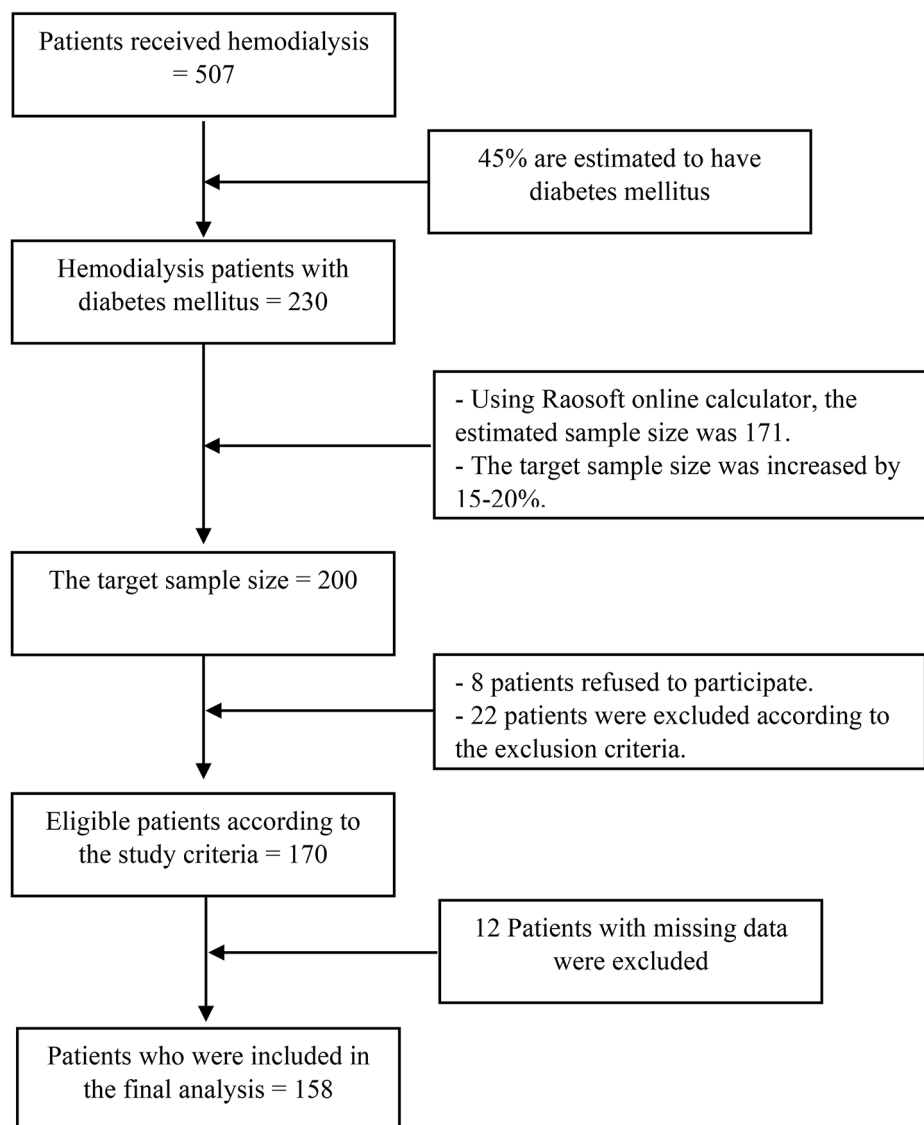 Patients received hemodialysis
= 507
45% are estimated to have
diabetes mellitus
Hemodialysis patients with
diabetes mellitus = 230
- Using Raosoft online calculator, the
estimated sample size was 171.
- The target sample size was increased by
15-20%.
The target sample size = 200
- 8 patients refused to participate.
- 22 patients were excluded according to
the exclusion criteria.
Eligible patients according to
the study criteria = 170
12 Patients with missing data
were excluded
Patients who were included in
the final analysis = 158